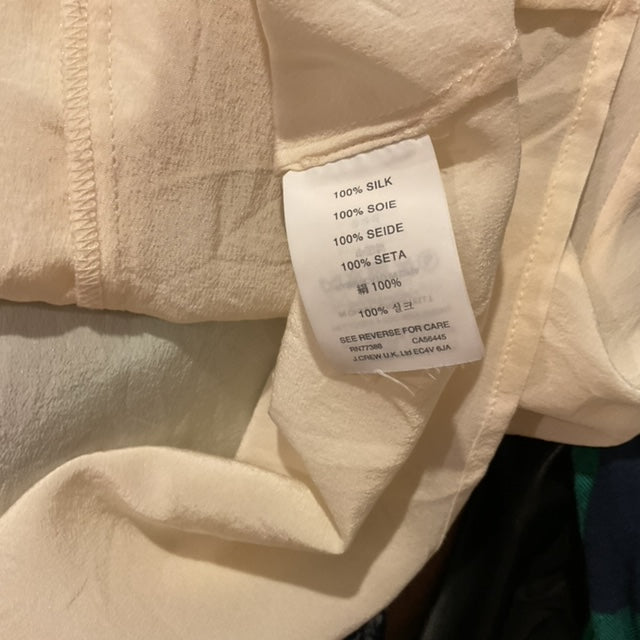 100% SILK
100% SOIE
100% SEIDE
100% SETA
絹 100%
100% 실크
SEE REVERSE FOR CARE
RN77388 CA56445
J.CREW U.K. Ltd EC4V 6JA